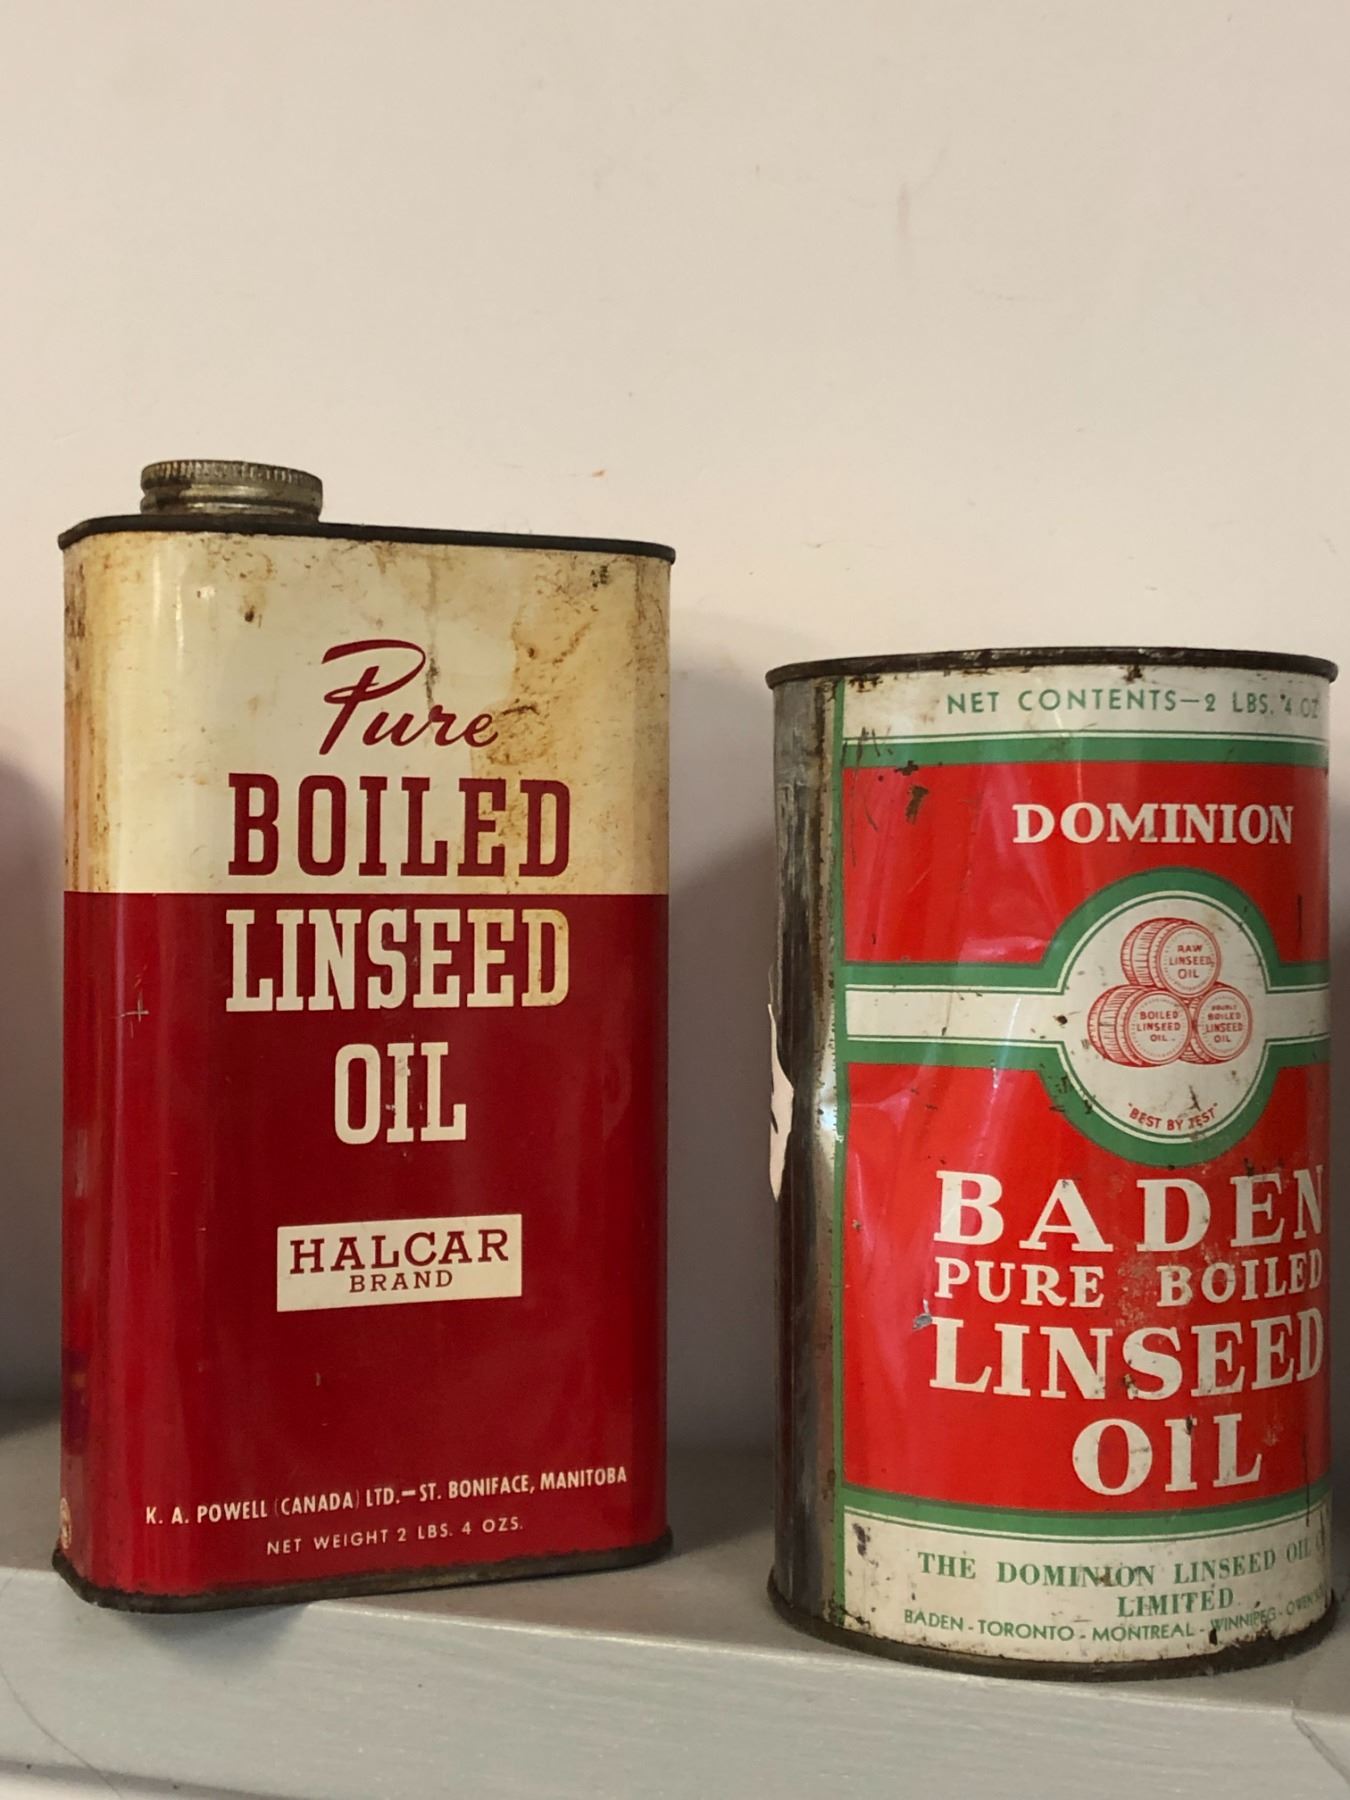 Pure
BOILED
LINSEED
OIL
HALCAR
BRAND
K. A. POWELL (CANADA) LTD.—ST. BONIFACE, MANITOBA
NET WEIGHT 2 LBS. 4 OZS.
NET CONTENTS—2 LBS. 4 OZ
DOMINION
RAW
LINSEED
OIL
BOILED
LINSEED
OIL
DOUBLE
BOILED
LINSEED
OIL
"BEST BY TEST"
BADEN
PURE BOILED
LINSEED
OIL
THE DOMINION LINSEED OIL
LIMITED
BADEN - TORONTO - MONTREAL - WINNIPEG -